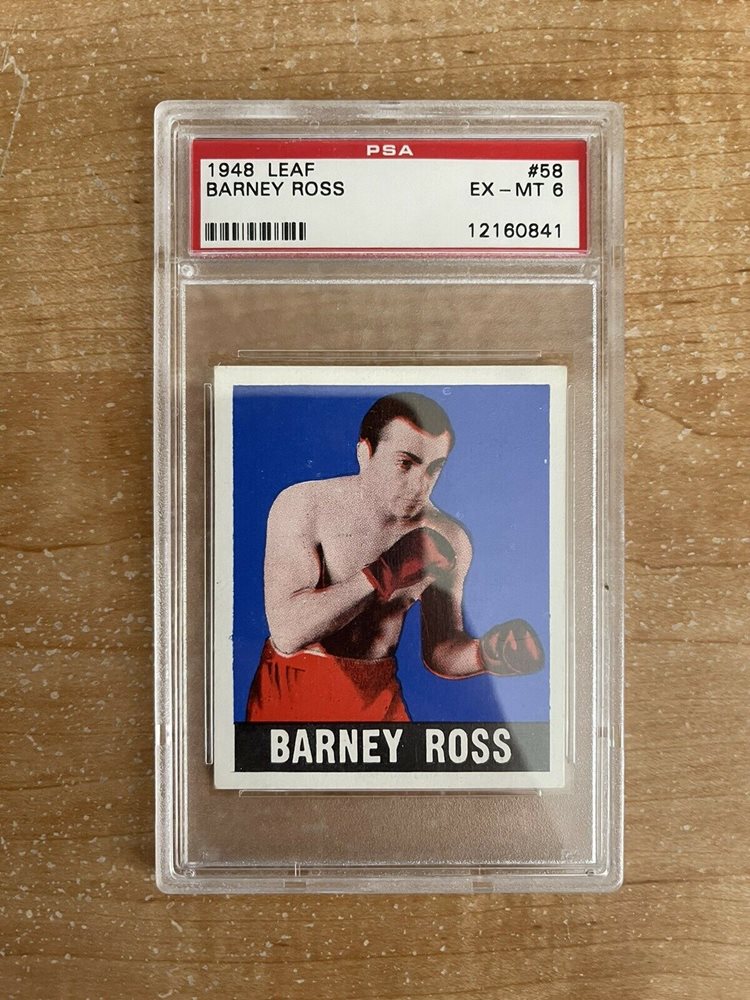 PSA
1948 LEAF #58
BARNEY ROSS EX-MT 6
12160841
BARNEY ROSS